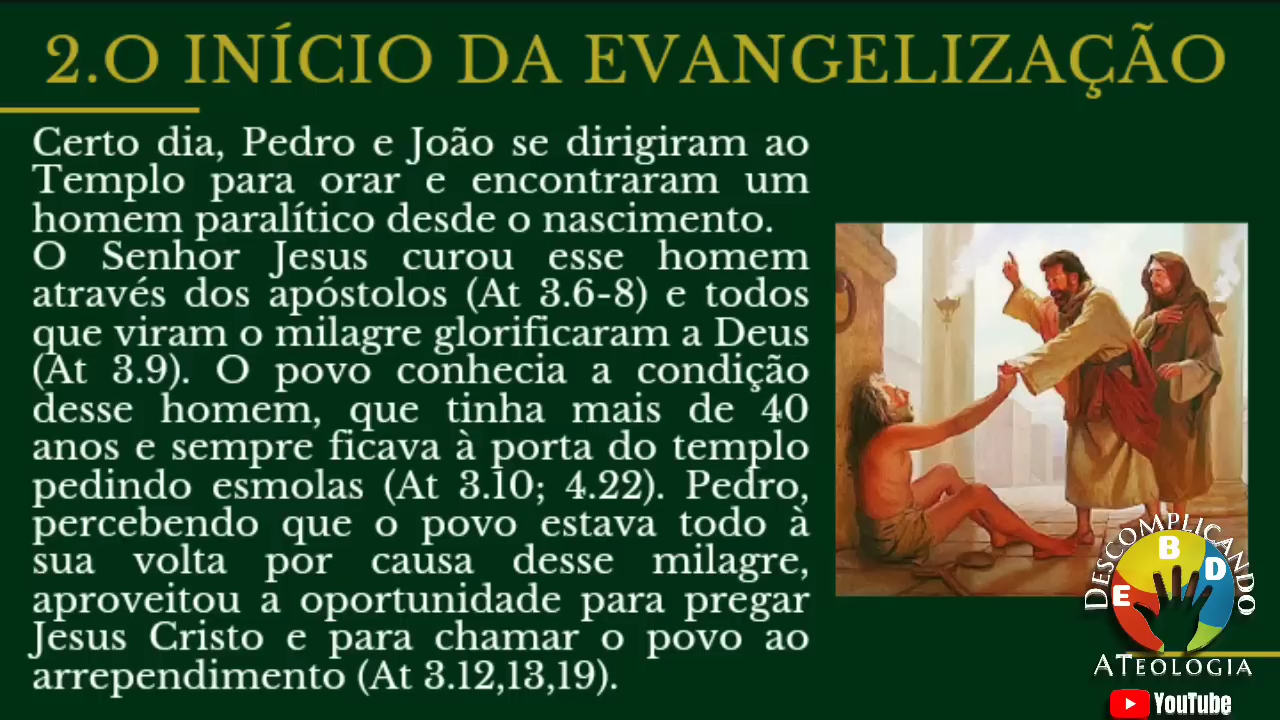 2.O INÍCIO DA EVANGELIZAÇÃO
Certo dia, Pedro e João se dirigiram ao
Templo para orar e encontraram um
homem paralítico desde o nascimento.
O Senhor Jesus curou esse homem
através dos apóstolos (At 3.6-8) e todos
que viram o milagre glorificaram a Deus
(At 3.9). O povo conhecia a condição
desse homem, que tinha mais de 40
anos e sempre ficava à porta do templo
pedindo esmolas (At 3.10; 4.22). Pedro,
percebendo que o povo estava todo à
sua volta por causa desse milagre,
aproveitou a oportunidade para pregar
Jesus Cristo e para chamar o povo ao
arrependimento (At 3.12,13,19).
DESCOMPLICANDO
E B D
ATEOLOGIA
YouTube